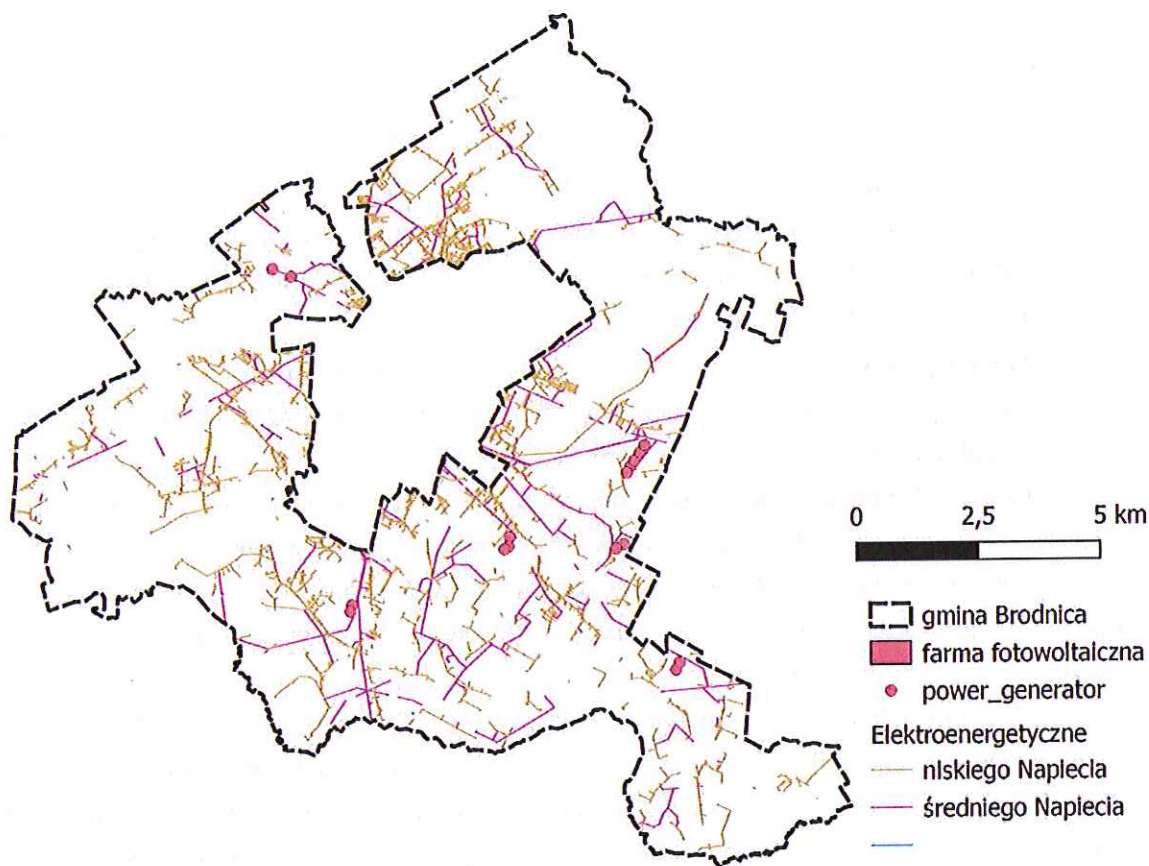 0 2,5 5 km
gmina Brodnica
farma fotowoltaiczna
power_generator
Elektroenergetyczne
niskiego Napiecia
średniego Napiecia